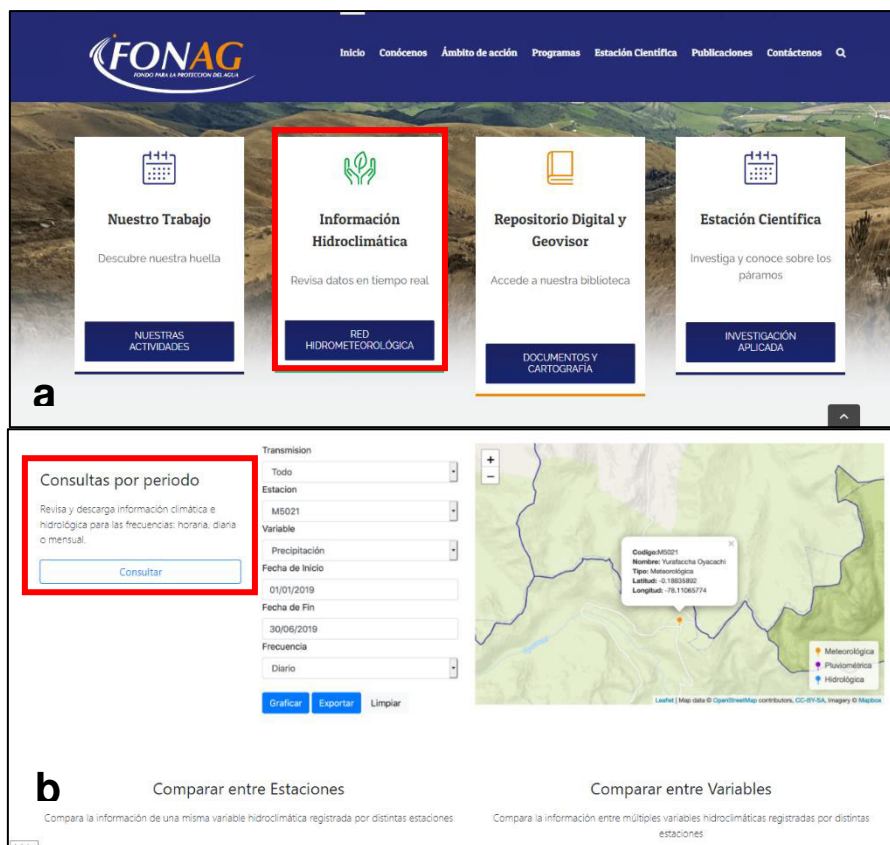 FONAG
FONDO PARA LA PROTECCION DEL AGUA
Inicio Conócenos Ámbito de acción Programas Estación Científica Publicaciones Contáctenos
Nuestro Trabajo
Descubre nuestra huella
NUESTRAS
ACTIVIDADES
Información
Hidroclimática
Revisa datos en tiempo real
RED
HIDROMETEOROLÓGICA
Repositorio Digital y
Geovisor
Accede a nuestra biblioteca
DOCUMENTOS Y
CARTOGRAFÍA
Estación Científica
Investiga y conoce sobre los
páramos
INVESTIGACIÓN
APLICADA
a
Consultas por periodo
Revisa y descarga información climática e
hidrológica para las frecuencias: horaria, diaria
o mensual.
Consultar
Transmision
Todo
Estacion
M5021
Variable
Precipitación
Fecha de Inicio
01/01/2019
Fecha de Fin
30/06/2019
Frecuencia
Diario
Graficar Exportar Limpiar
+
−
×
Codigo:M5021
Nombre: Yurafaccha Oyacachi
Tipo: Meteorológica
Latitud: -0.18835892
Longitud: -78.11065774
Meteorológica
Pluviométrica
Hidrológica
Leaflet | Map data © OpenStreetMap contributors, CC-BY-SA, Imagery © Mapbox
b
Comparar entre Estaciones
Compara la información de una misma variable hidroclimática registrada por distintas estaciones
Comparar entre Variables
Compara la información entre múltiples variables hidroclimáticas registradas por distintas
estaciones